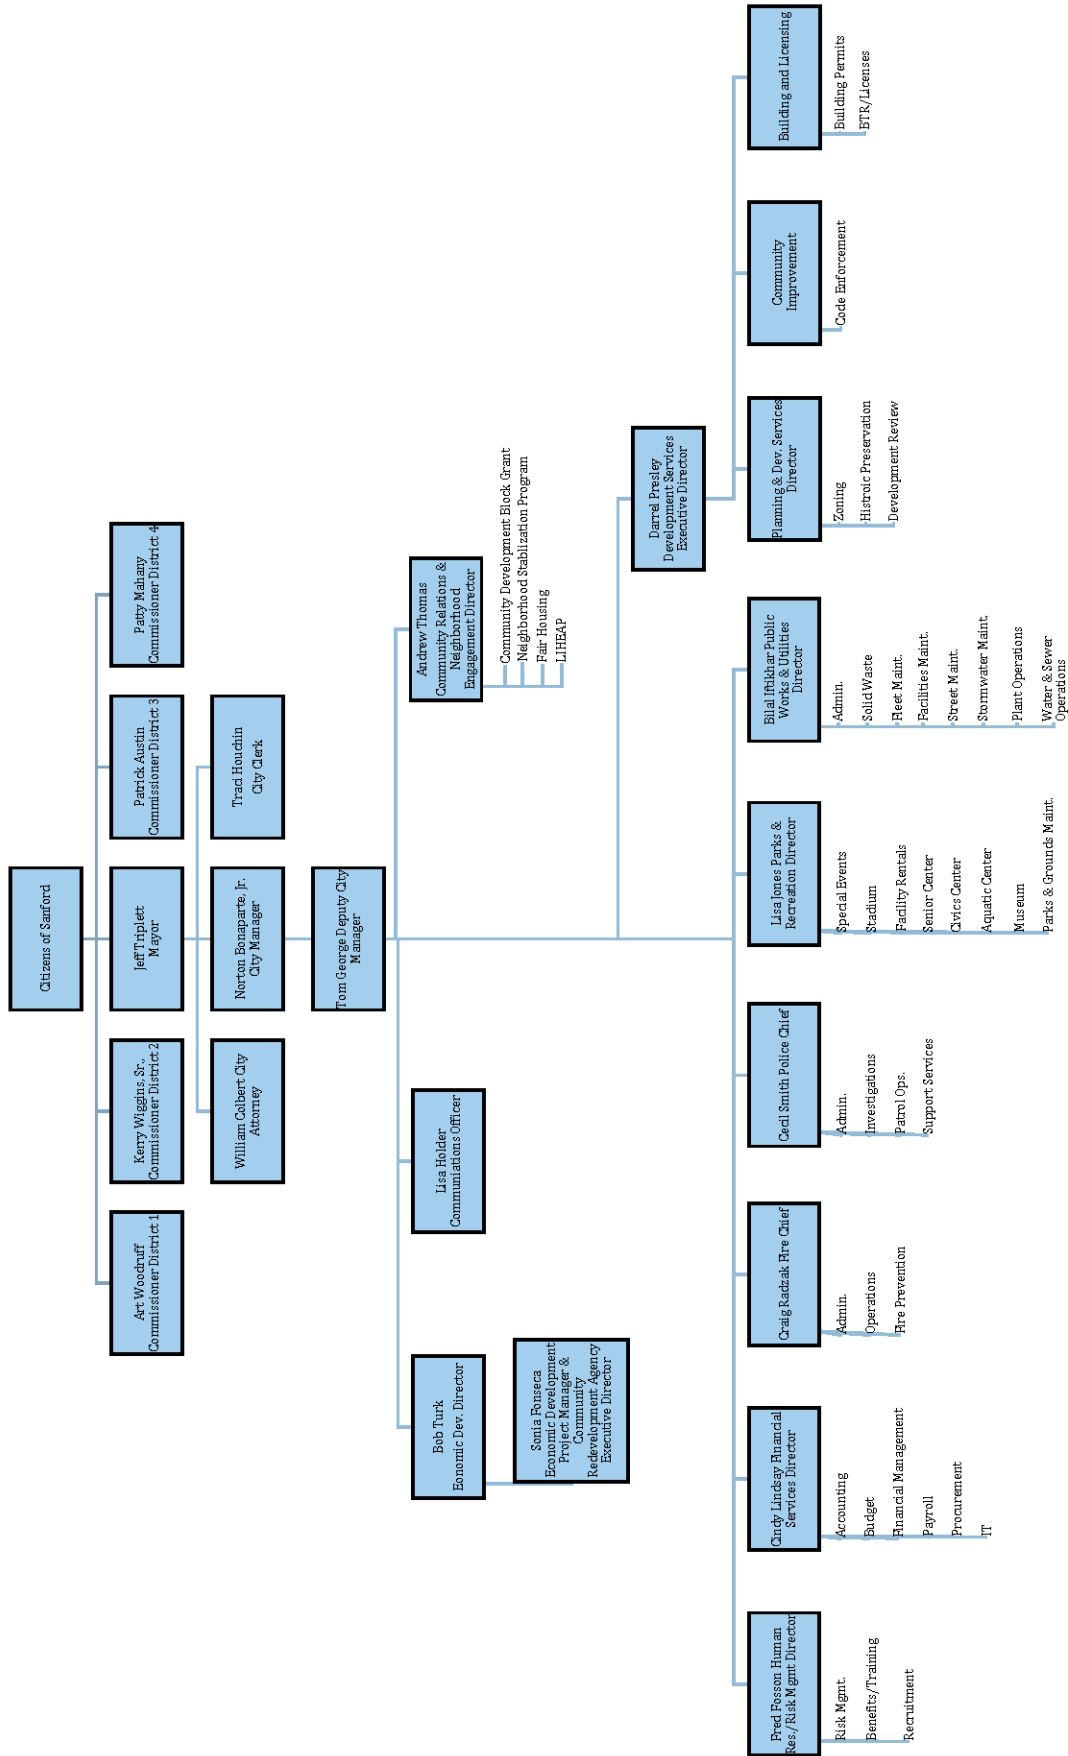 Citizens of Sanford
Art Woodruff
Commissioner District 1
Kerry Wiggins, Sr.,
Commissioner District 2
Jeff Triplett
Mayor
Patrick Austin
Commissioner District 3
Patty Mahany
Commissioner District 4
William Colbert City
Attorney
Norton Bonaparte, Jr.
City Manager
Traci Houchin
City Clerk
Tom George Deputy City
Manager
Bob Turk
Eonomic Dev. Director
Lisa Holder
Communiations Officer
Andrew Thomas
Community Relations &
Neighborhood
Engagement Director
Community Development Block Grant
Neighborhood Stablization Program
Fair Housing
LIHEAP
Sonia Fonseca
Economic Development
Project Manager &
Community
Redevelopment Agency
Executive Director
Darrel Presley
Development Services
Executive Director
Fred Fosson Human
Res./Risk Mgmt Director
Risk Mgmt.
Benefits/Training
Recruitment
Cindy Lindsay Financial
Services Director
Accounting
Budget
Financial Management
Payroll
Procurement
IT
Craig Radzak Fire Chief
Admin.
Operations
Fire Prevention
Cecil Smith Police Chief
Admin.
Investigations
Patrol Ops.
Support Services
Lisa Jones Parks &
Recreation Director
Special Events
Stadium
Facility Rentals
Senior Center
Civics Center
Aquatic Center
Museum
Parks & Grounds Maint.
Bilal Iftikhar Public
Works & Utilities
Director
Admin.
Solid Waste
Fleet Maint.
Facilities Maint.
Street Maint.
Stormwater Maint.
Plant Operations
Water & Sewer
Operations
Planning & Dev. Services
Director
Zoning
Histroic Preservation
Development Review
Community
Improvement
Code Enforcement
Building and Licensing
Building Permits
BTR/Licenses